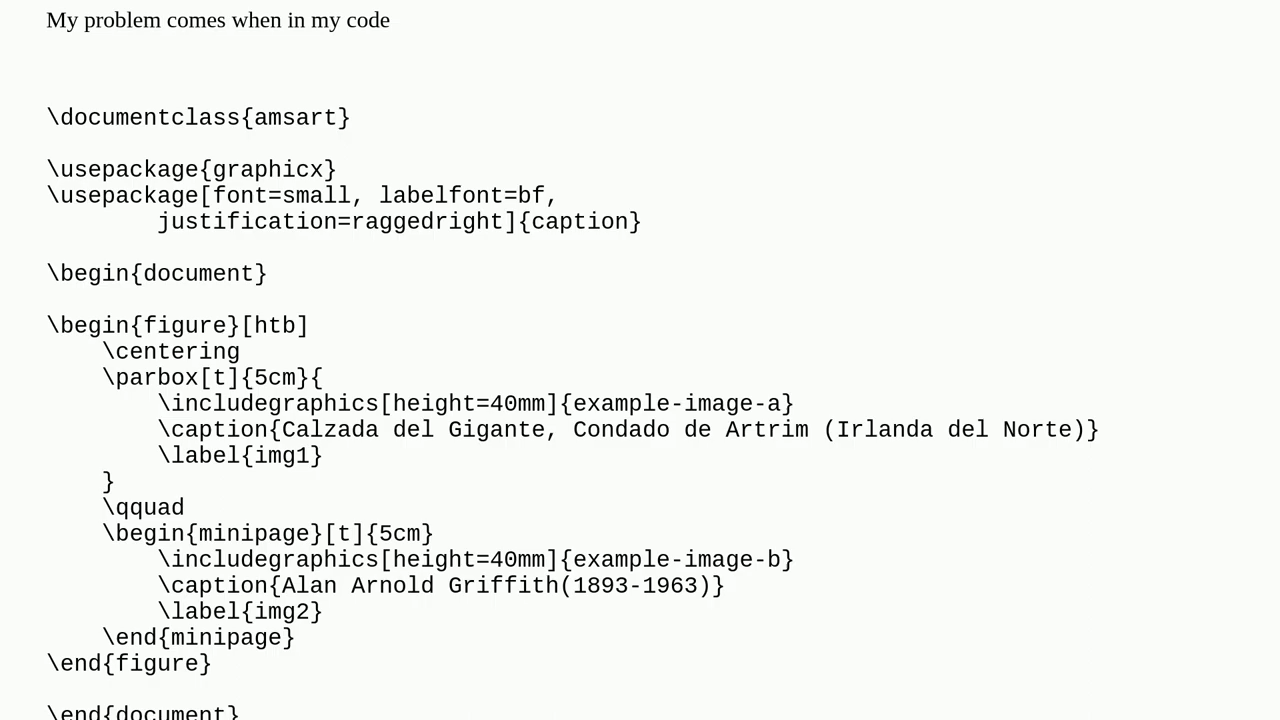 My problem comes when in my code
\documentclass{amsart}
\usepackage{graphicx}
\usepackage[font=small, labelfont=bf,
justification=raggedright]{caption}
\begin{document}
\begin{figure}[htb]
\centering
\parbox[t]{5cm}{
\includegraphics[height=40mm]{example-image-a}
\caption{Calzada del Gigante, Condado de Artrim (Irlanda del Norte)}
\label{img1}
}
\qquad
\begin{minipage}[t]{5cm}
\includegraphics[height=40mm]{example-image-b}
\caption{Alan Arnold Griffith(1893-1963)}
\label{img2}
\end{minipage}
\end{figure}
\end{document}